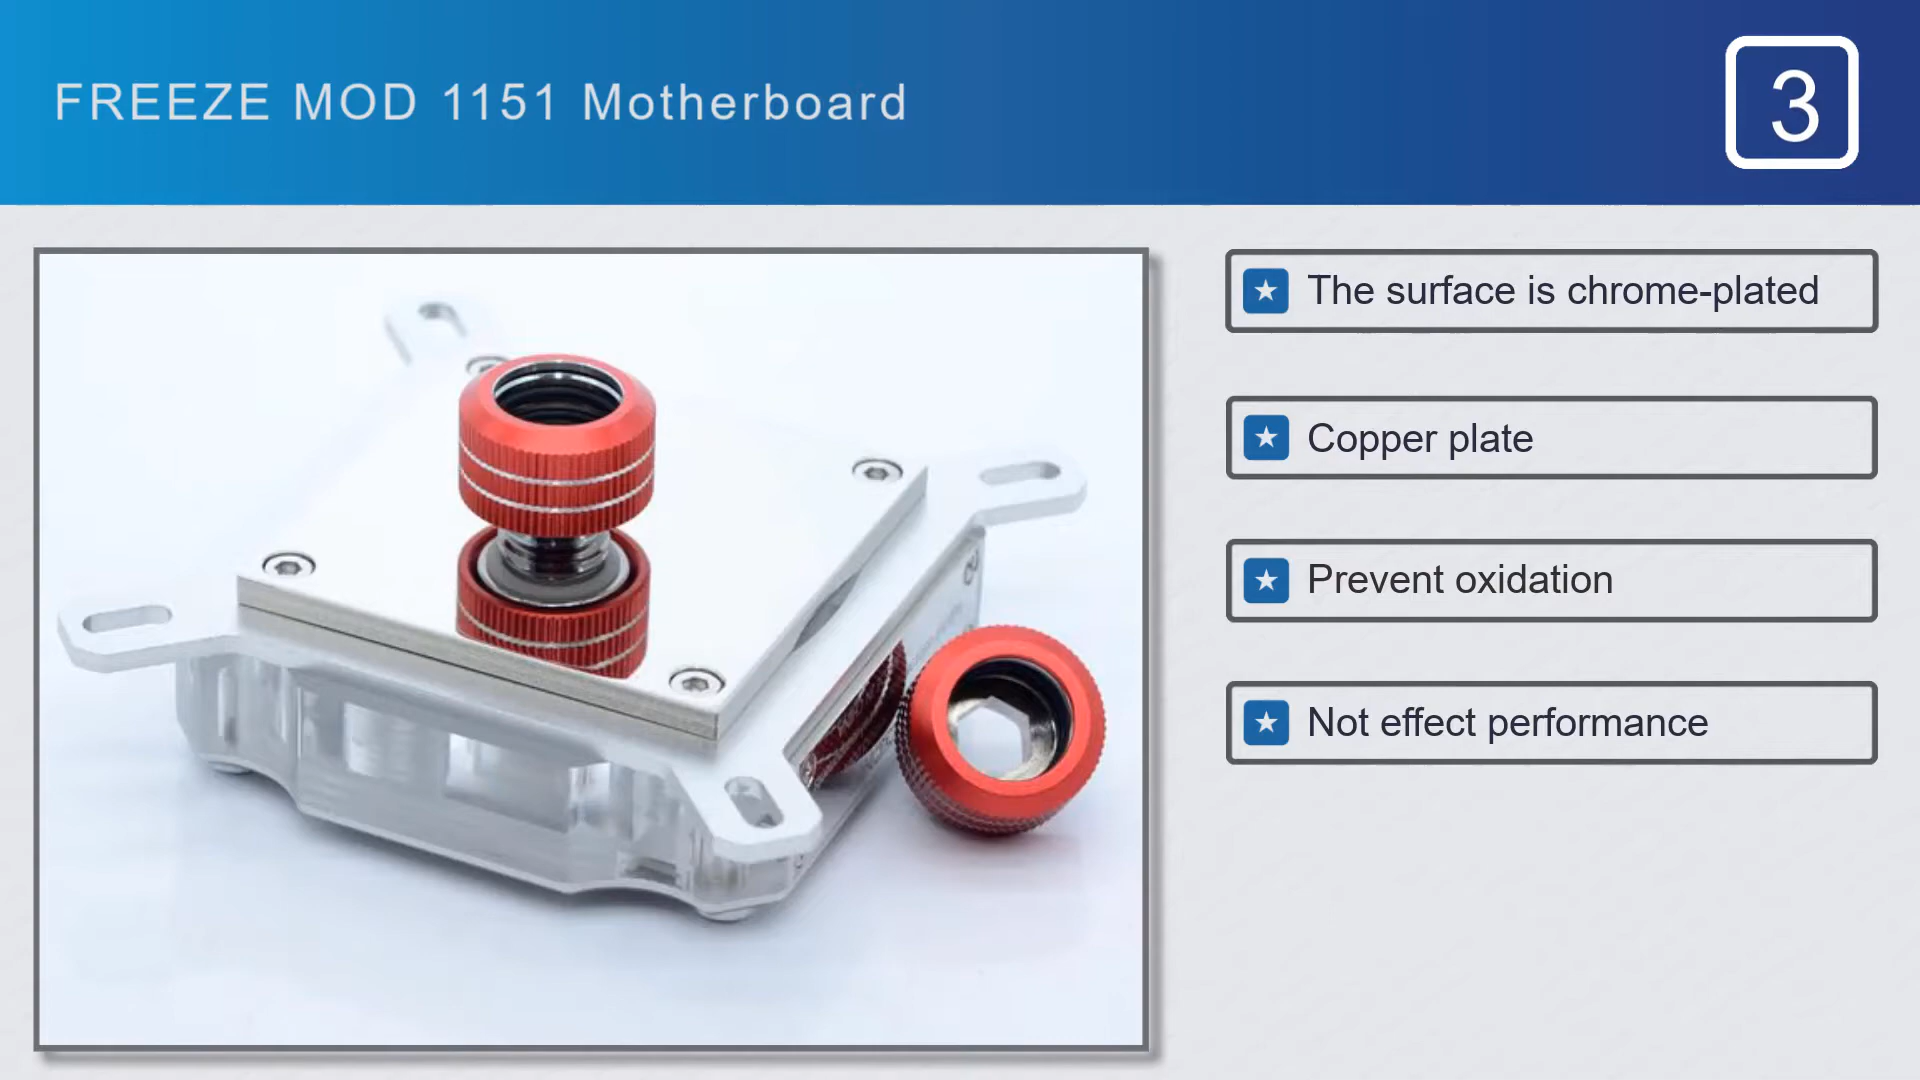 FREEZE MOD 1151 Motherboard
3
The surface is chrome-plated
Copper plate
Prevent oxidation
Not effect performance